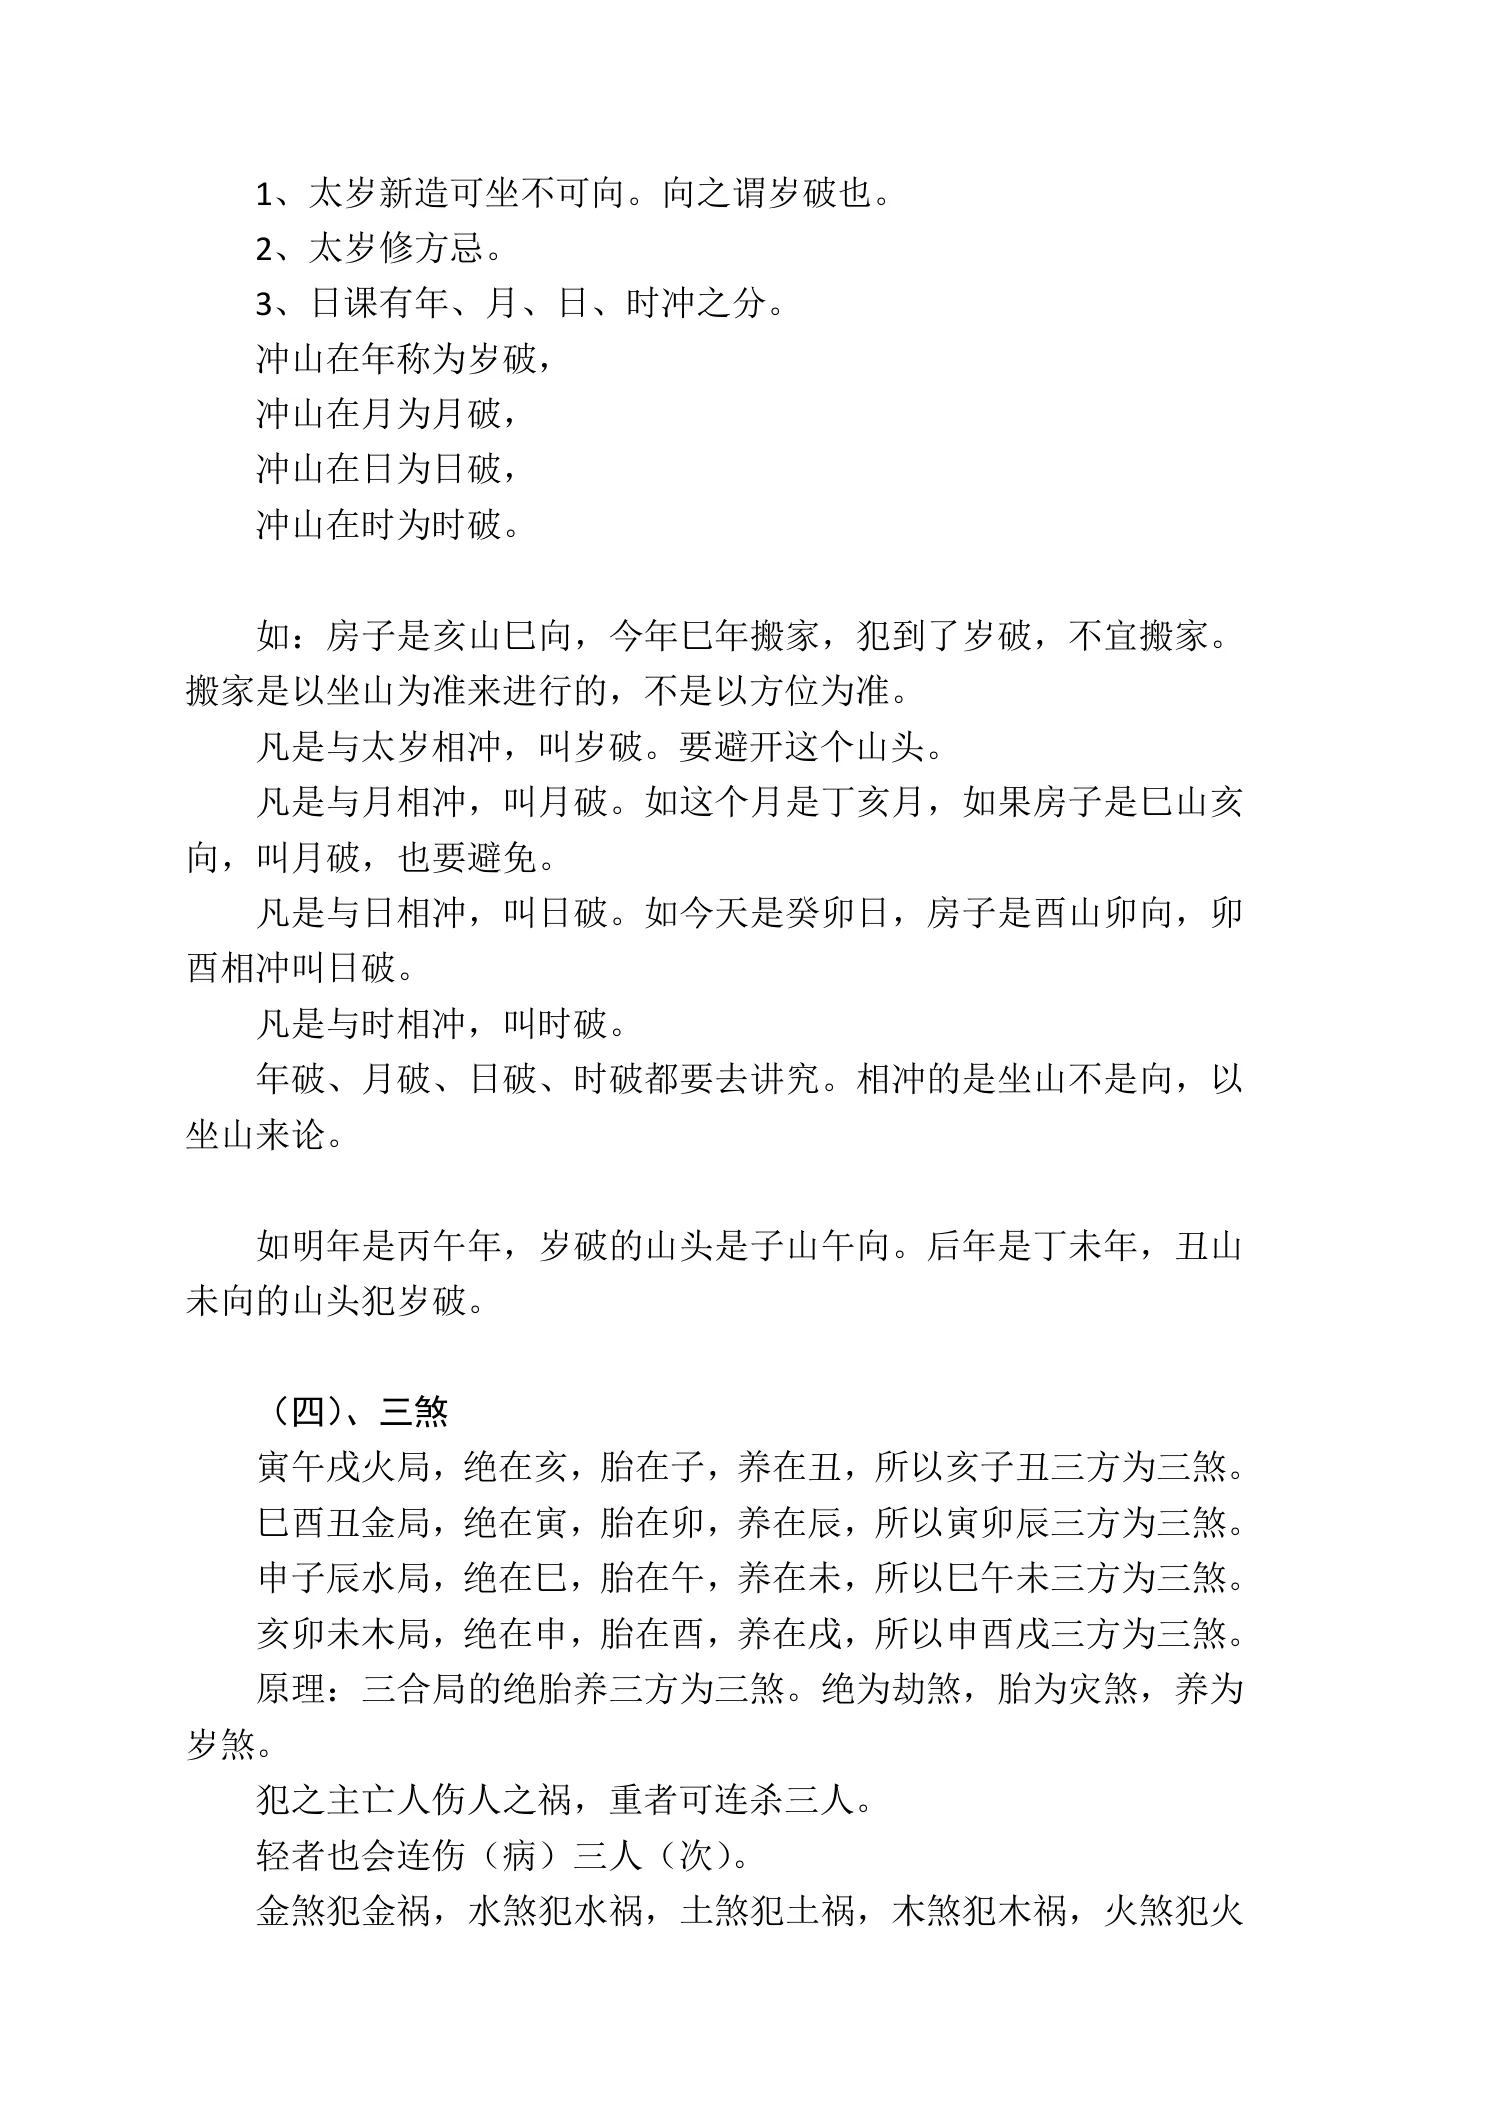 1、太岁新造可坐不可向。向之谓岁破也。
2、太岁修方忌。
3、日课有年、月、日、时冲之分。
冲山在年称为岁破，
冲山在月为月破，
冲山在日为日破，
冲山在时为时破。
如：房子是亥山巳向，今年巳年搬家，犯到了岁破，不宜搬家。
搬家是以坐山为准来进行的，不是以方位为准。
凡是与太岁相冲，叫岁破。要避开这个山头。
凡是与月相冲，叫月破。如这个月是丁亥月，如果房子是巳山亥
向，叫月破，也要避免。
凡是与日相冲，叫日破。如今天是癸卯日，房子是酉山卯向，卯
酉相冲叫日破。
凡是与时相冲，叫时破。
年破、月破、日破、时破都要去讲究。相冲的是坐山不是向，以
坐山来论。
如明年是丙午年，岁破的山头是子山午向。后年是丁未年，丑山
未向的山头犯岁破。
（四）、三煞
寅午戌火局，绝在亥，胎在子，养在丑，所以亥子丑三方为三煞。
巳酉丑金局，绝在寅，胎在卯，养在辰，所以寅卯辰三方为三煞。
申子辰水局，绝在巳，胎在午，养在未，所以巳午未三方为三煞。
亥卯未木局，绝在申，胎在酉，养在戌，所以申酉戌三方为三煞。
原理：三合局的绝胎养三方为三煞。绝为劫煞，胎为灾煞，养为
岁煞。
犯之主亡人伤人之祸，重者可连杀三人。
轻者也会连伤（病）三人（次）。
金煞犯金祸，水煞犯水祸，土煞犯土祸，木煞犯木祸，火煞犯火